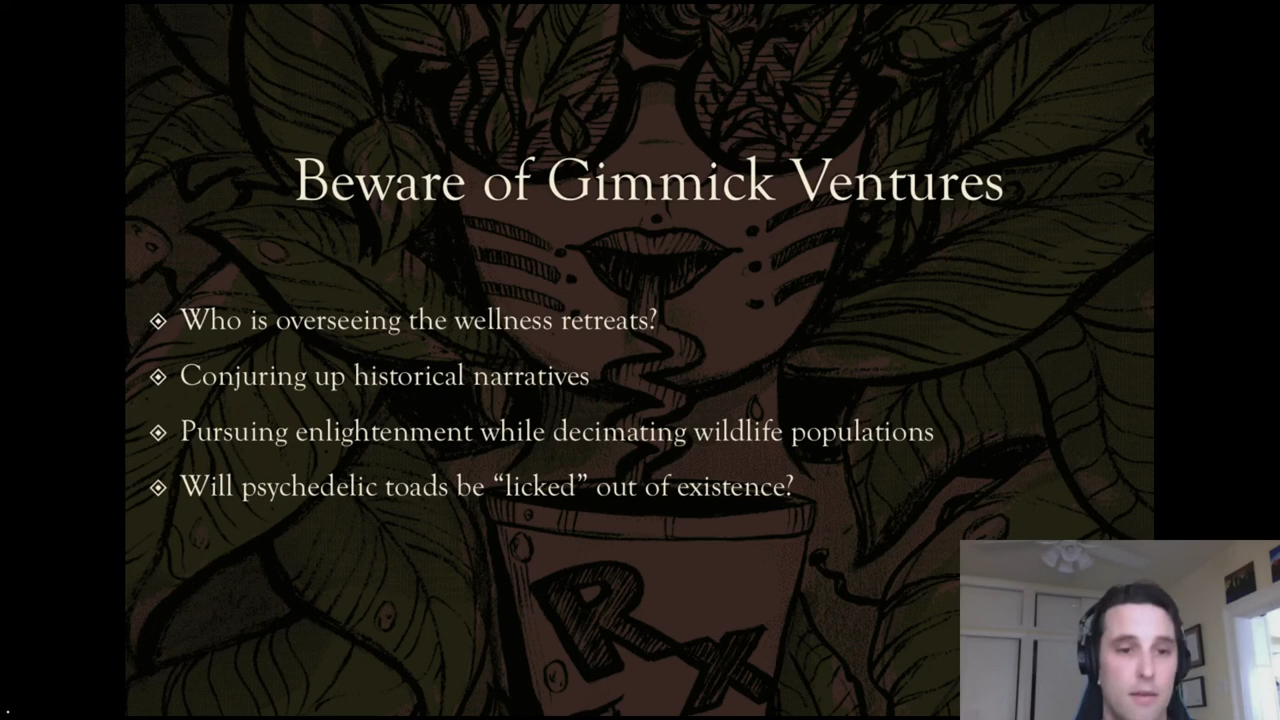 Beware of Gimmick Ventures
Who is overseeing the wellness retreats?
Conjuring up historical narratives
Pursuing enlightenment while decimating wildlife populations
Will psychedelic toads be “licked” out of existence?
Rx